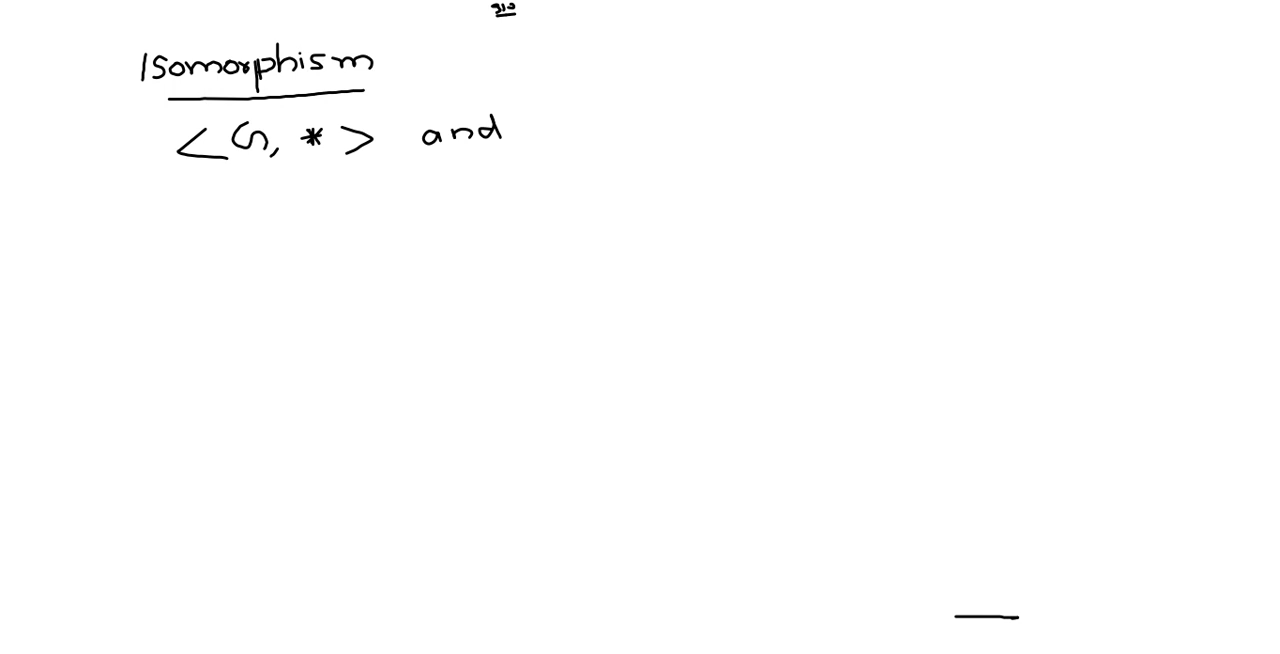 Isomorphism
< G, * > and